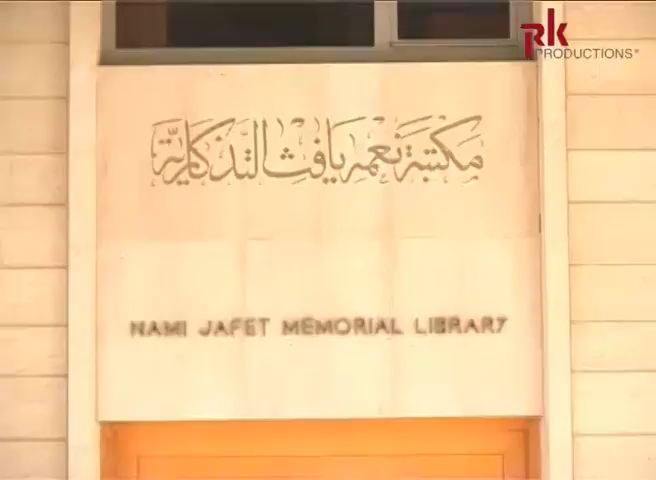 rk
PRODUCTIONS®
مكتبة نعمه يافث التذكارية
NAMI JAFET MEMORIAL LIBRARY